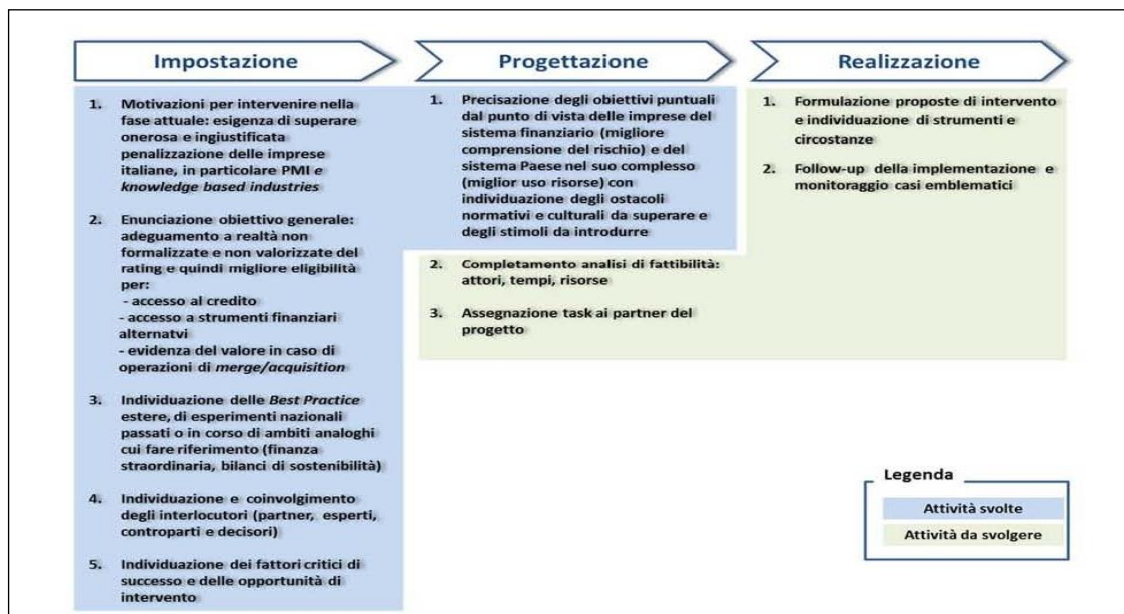 Impostazione
1. Motivazioni per intervenire nella
fase attuale: esigenza di superare
onerosa e ingiustificata
penalizzazione delle imprese
italiane, in particolare PMI e
knowledge based industries
2. Enunciazione obiettivo generale:
adeguamento a realtà non
formalizzate e non valorizzate del
rating e quindi migliore eligibilità
per:
- accesso al credito
- accesso a strumenti finanziari
alternatvi
- evidenza del valore in caso di
operazioni di merge/acquisition
3. Individuazione delle Best Practice
estere, di esperimenti nazionali
passati o in corso di ambiti analoghi
cui fare riferimento (finanza
straordinaria, bilanci di sostenibilità)
4. Individuazione e coinvolgimento
degli interlocutori (partner, esperti,
controparti e decisori)
5. Individuazione dei fattori critici di
successo e delle opportunità di
intervento
Progettazione
1. Precisazione degli obiettivi puntuali
dal punto di vista delle imprese del
sistema finanziario (migliore
comprensione del rischio) e del
sistema Paese nel suo complesso
(miglior uso risorse) con
individuazione degli ostacoli
normativi e culturali da superare e
degli stimoli da introdurre
2. Completamento analisi di fattibilità:
attori, tempi, risorse
3. Assegnazione task ai partner del
progetto
Realizzazione
1. Formulazione proposte di intervento
e individuazione di strumenti e
circostanze
2. Follow-up della implementazione e
monitoraggio casi emblematici
Legenda
Attività svolte
Attività da svolgere